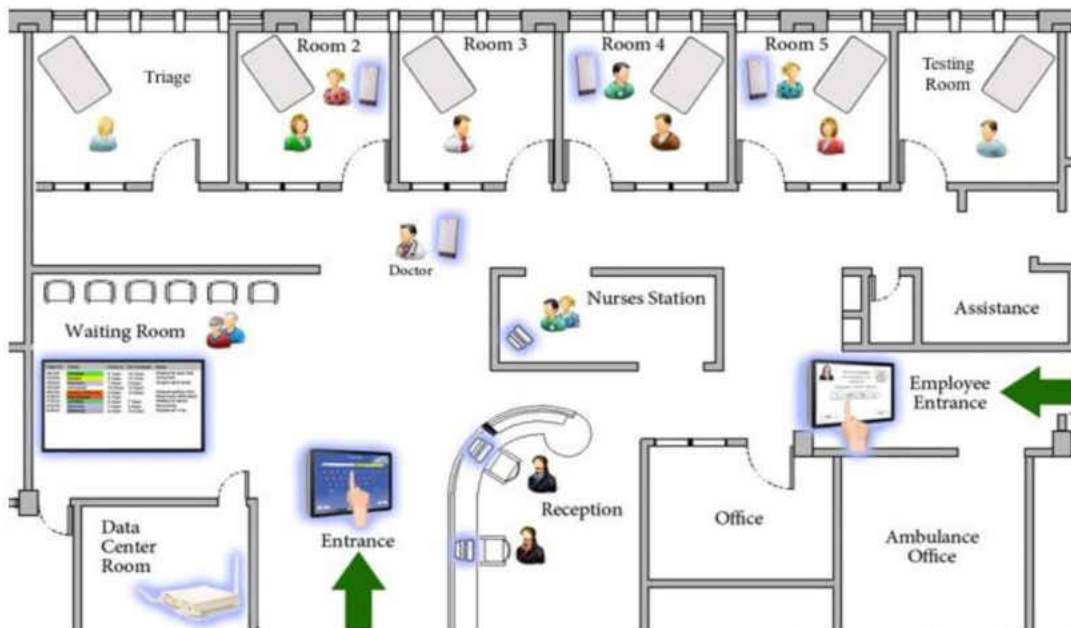 Triage
Room 2
Room 3
Room 4
Room 5
Testing
Room
Doctor
Nurses Station
Assistance
Waiting Room
Employee
Entrance
Reception
Office
Ambulance
Office
Entrance
Data
Center
Room